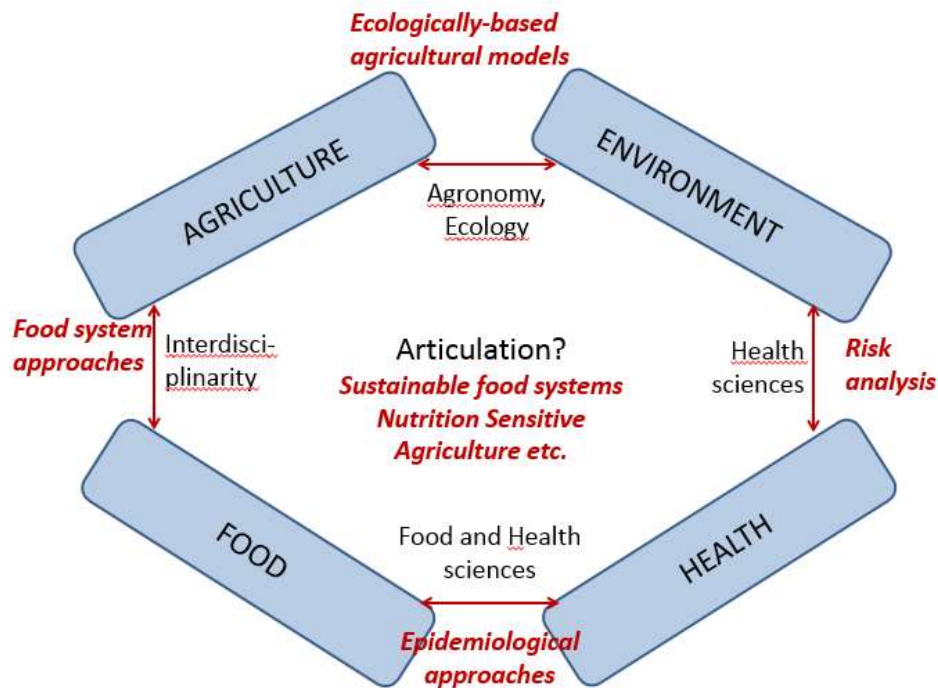 Ecologically-based
agricultural models
AGRICULTURE
ENVIRONMENT
Agronomy,
Ecology
Food system
approaches
Interdisci-
plinarity
Articulation?
Sustainable food systems
Nutrition Sensitive
Agriculture etc.
Health
sciences
Risk
analysis
FOOD
Food and Health
sciences
HEALTH
Epidemiological
approaches